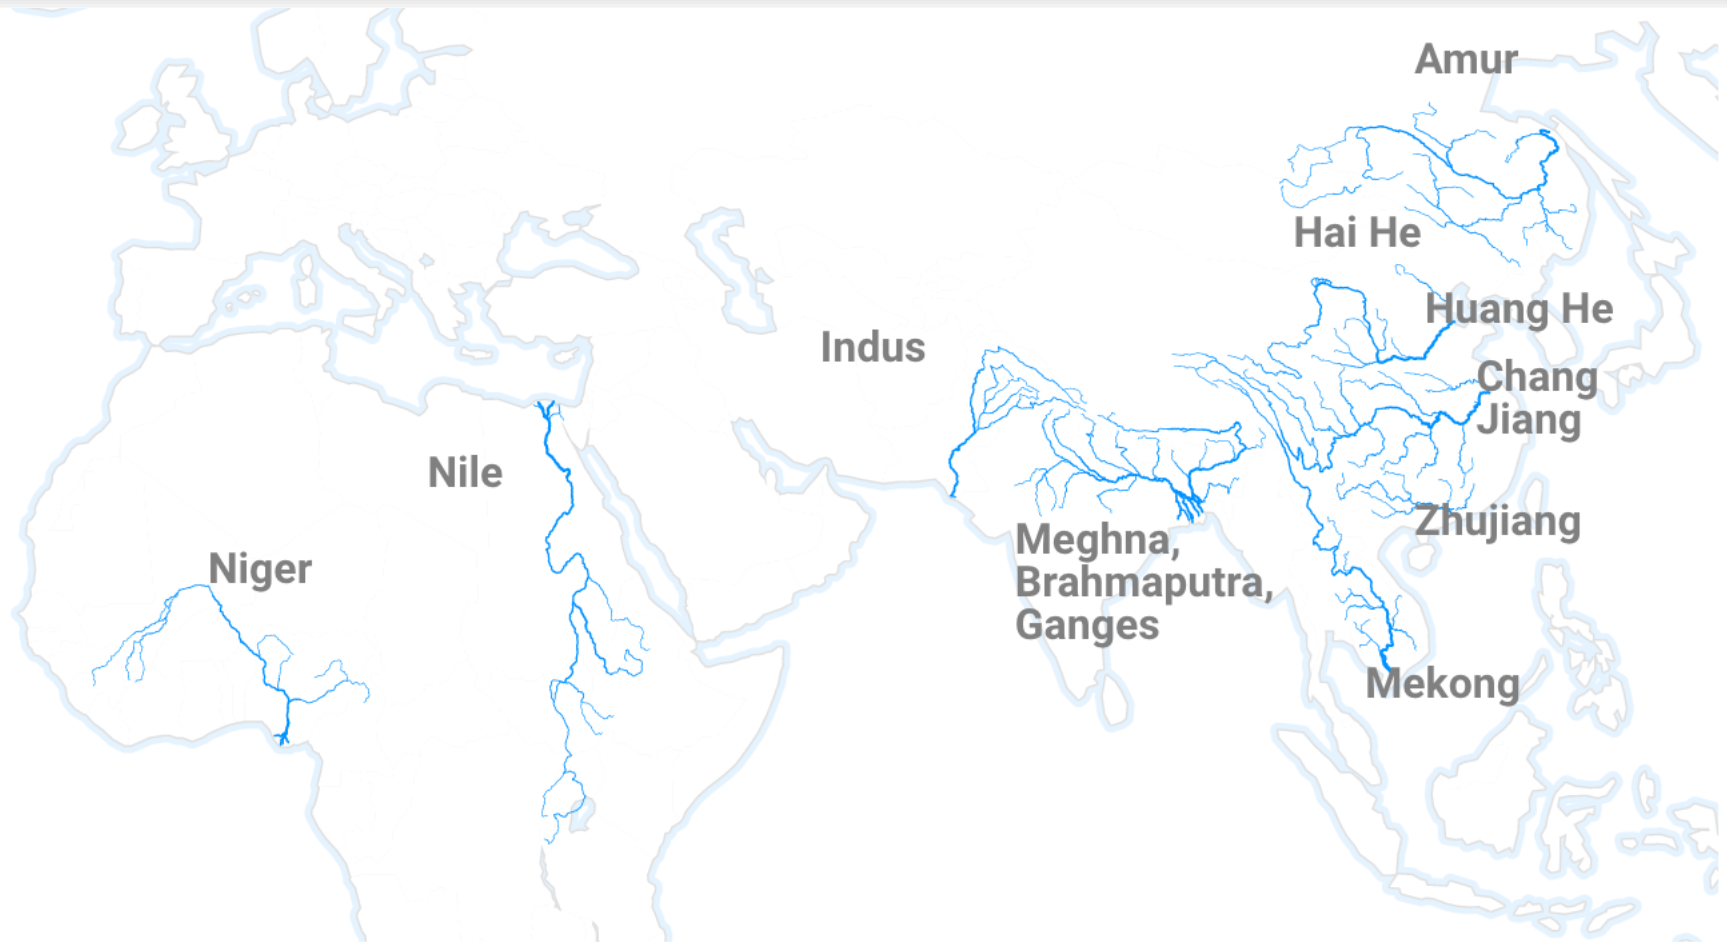 Amur
Hai He
Huang He
Indus
Chang
Jiang
Nile
Zhujiang
Meghna,
Brahmaputra,
Ganges
Niger
Mekong